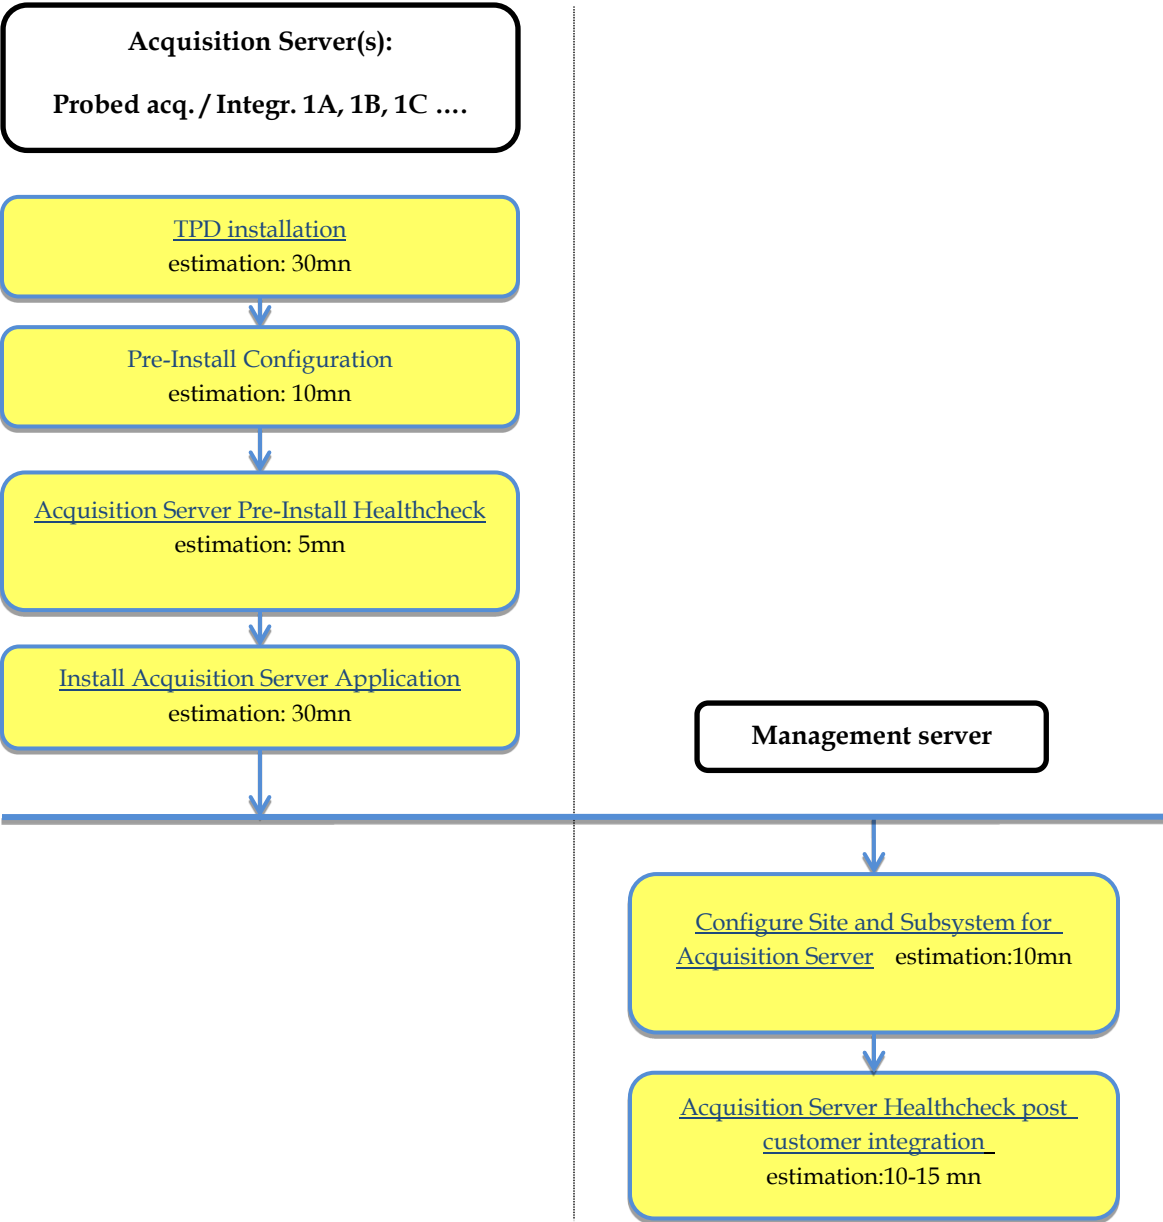 Acquisition Server(s):
Probed acq. / Integr. 1A, 1B, 1C ....
TPD installation
estimation: 30mn
Pre-Install Configuration
estimation: 10mn
Acquisition Server Pre-Install Healthcheck
estimation: 5mn
Install Acquisition Server Application
estimation: 30mn
Management server
Configure Site and Subsystem for
Acquisition Server estimation:10mn
Acquisition Server Healthcheck post
customer integration
estimation:10-15 mn